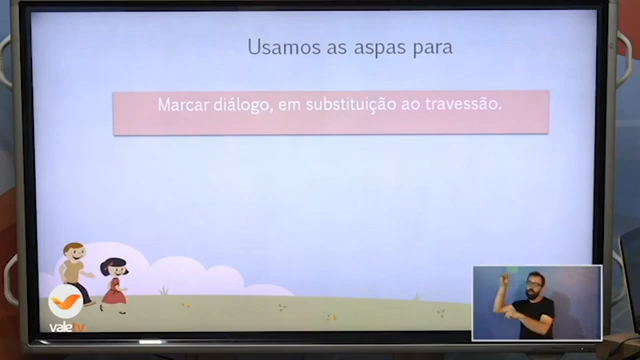 Usamos as aspas para
Marcar diálogo, em substituição ao travessão.
vale.tv